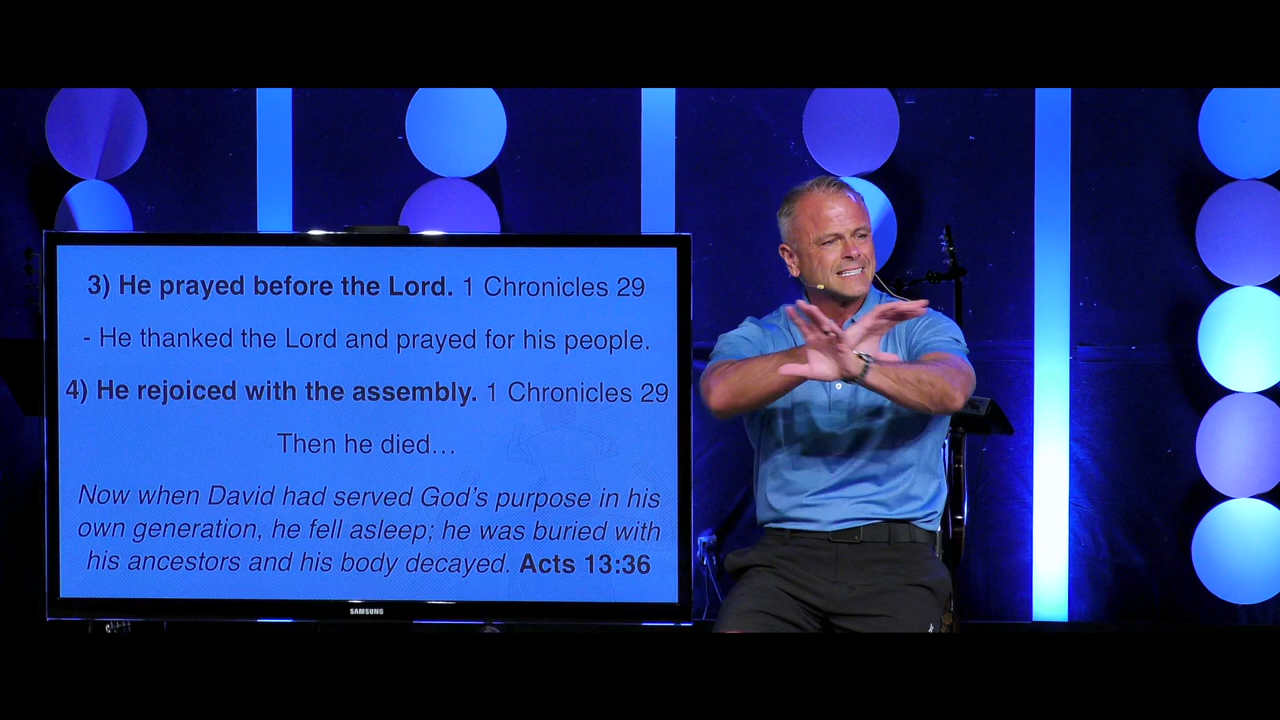 3) He prayed before the Lord. 1 Chronicles 29
- He thanked the Lord and prayed for his people.
4) He rejoiced with the assembly. 1 Chronicles 29
Then he died…
Now when David had served God's purpose in his
own generation, he fell asleep; he was buried with
his ancestors and his body decayed. Acts 13:36
SAMSUNG